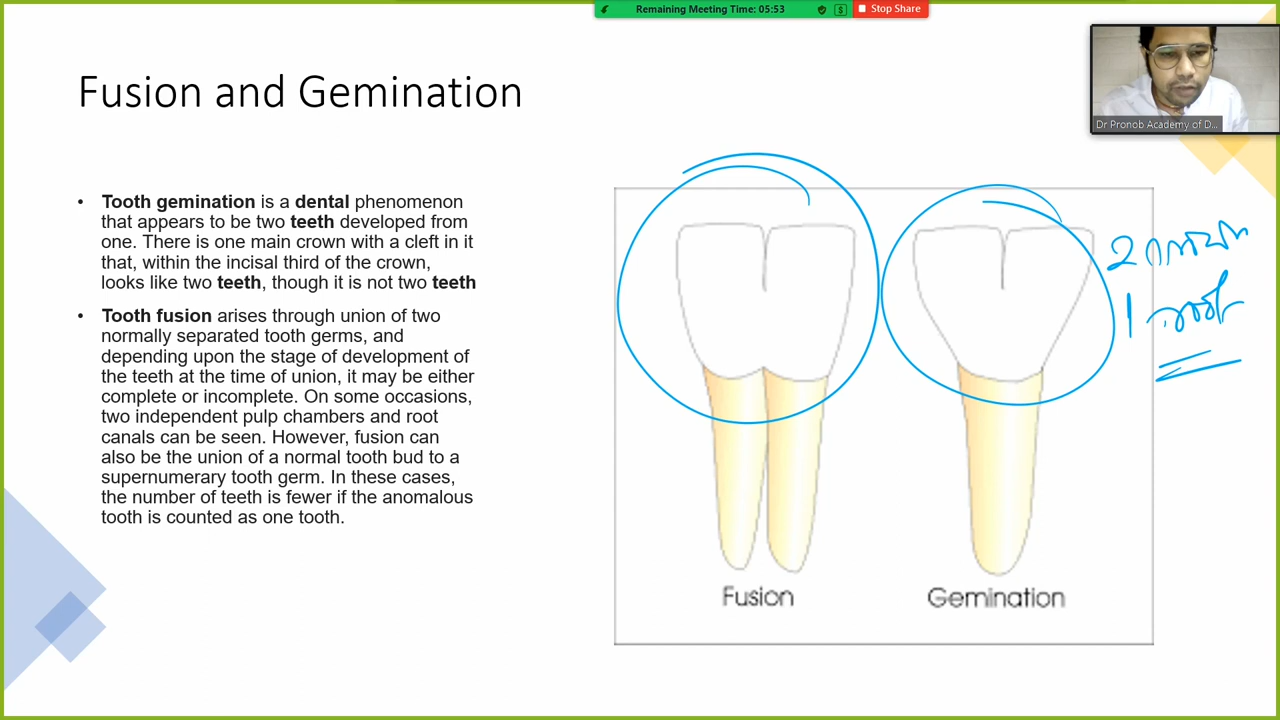 Remaining Meeting Time: 05:53
Stop Share
Fusion and Gemination
Dr Pronob Academy of D...
• Tooth gemination is a dental phenomenon
that appears to be two teeth developed from
one. There is one main crown with a cleft in it
that, within the incisal third of the crown,
looks like two teeth, though it is not two teeth
• Tooth fusion arises through union of two
normally separated tooth germs, and
depending upon the stage of development of
the teeth at the time of union, it may be either
complete or incomplete. On some occasions,
two independent pulp chambers and root
canals can be seen. However, fusion can
also be the union of a normal tooth bud to a
supernumerary tooth germ. In these cases,
the number of teeth is fewer if the anomalous
tooth is counted as one tooth.
2
1 root
Fusion
Gemination